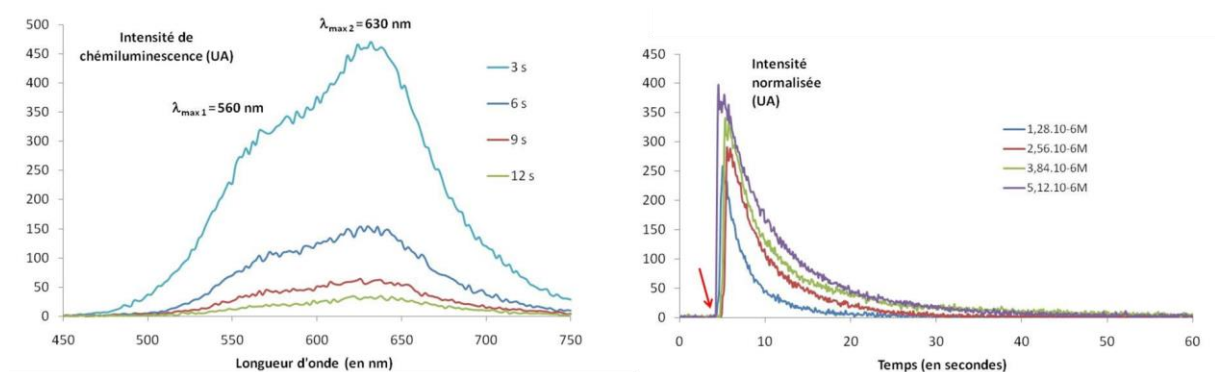 500
450
400
350
300
250
200
150
100
50
0
Intensité de
chémiluminescence (UA)
λmax 2 = 630 nm
λmax 1 = 560 nm
3 s
6 s
9 s
12 s
450 500 550 600 650 700 750
Longueur d'onde (en nm)
450
400
350
300
250
200
150
100
50
0
Intensité
normalisée
(UA)
1,28.10-6M
2,56.10-6M
3,84.10-6M
5,12.10-6M
0 10 20 30 40 50 60
Temps (en secondes)